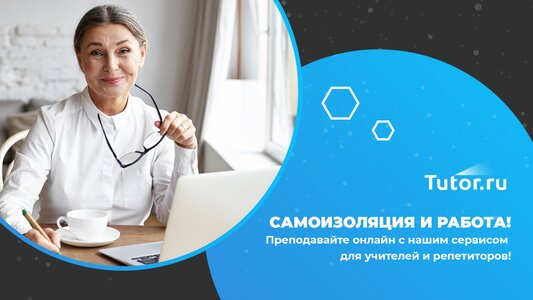 Tutor.ru
САМОИЗОЛЯЦИЯ И РАБОТА!
Преподавайте онлайн с нашим сервисом
для учителей и репетиторов!